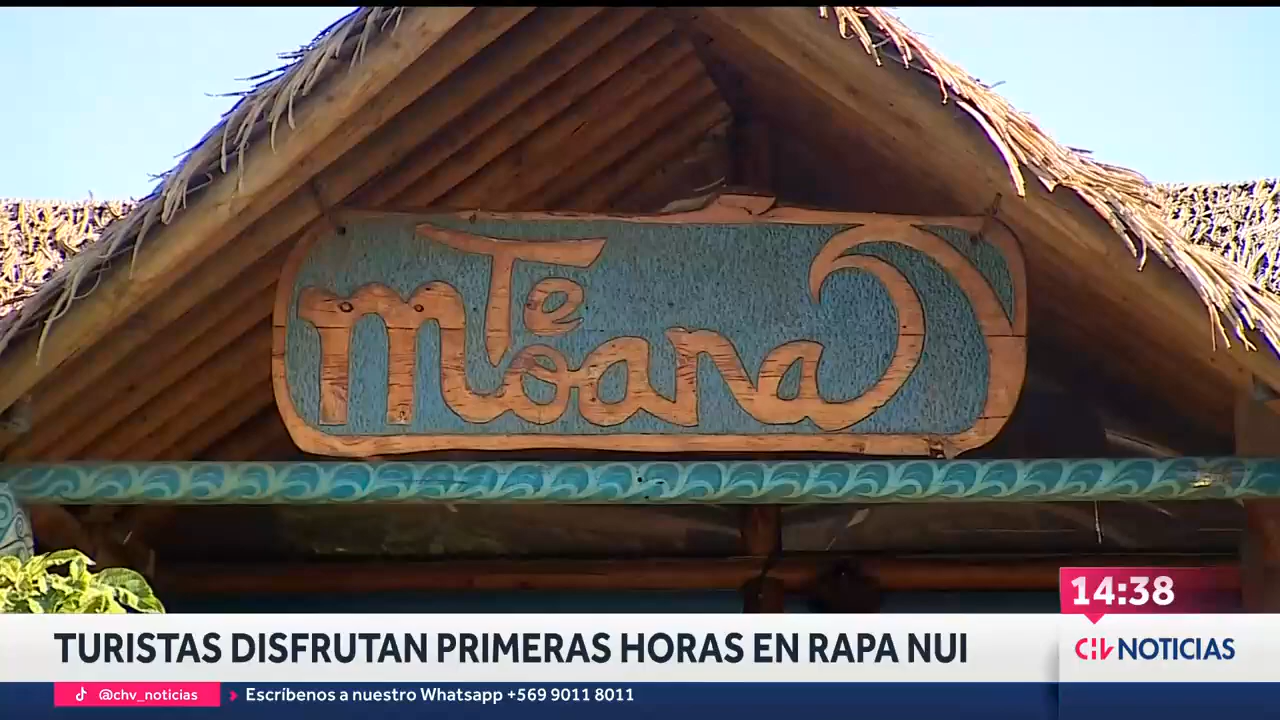 Te
moana
14:38
TURISTAS DISFRUTAN PRIMERAS HORAS EN RAPA NUI
CHV NOTICIAS
@chv_noticias
Escríbenos a nuestro Whatsapp +569 9011 8011